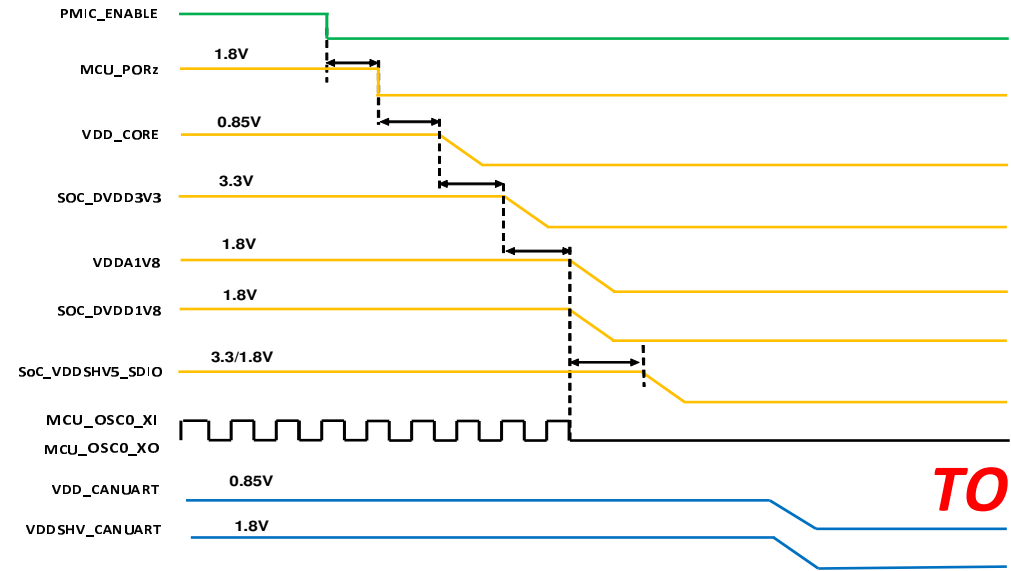 PMIC_ENABLE
1.8V
MCU_PORz
0.85V
VDD_CORE
3.3V
SOC_DVDD3V3
1.8V
VDDA1V8
1.8V
SOC_DVDD1V8
3.3/1.8V
SoC_VDDSHV5_SDIO
MCU_OSC0_XI
MCU_OSC0_XO
0.85V
VDD_CANUART
TO
1.8V
VDDSHV_CANUART